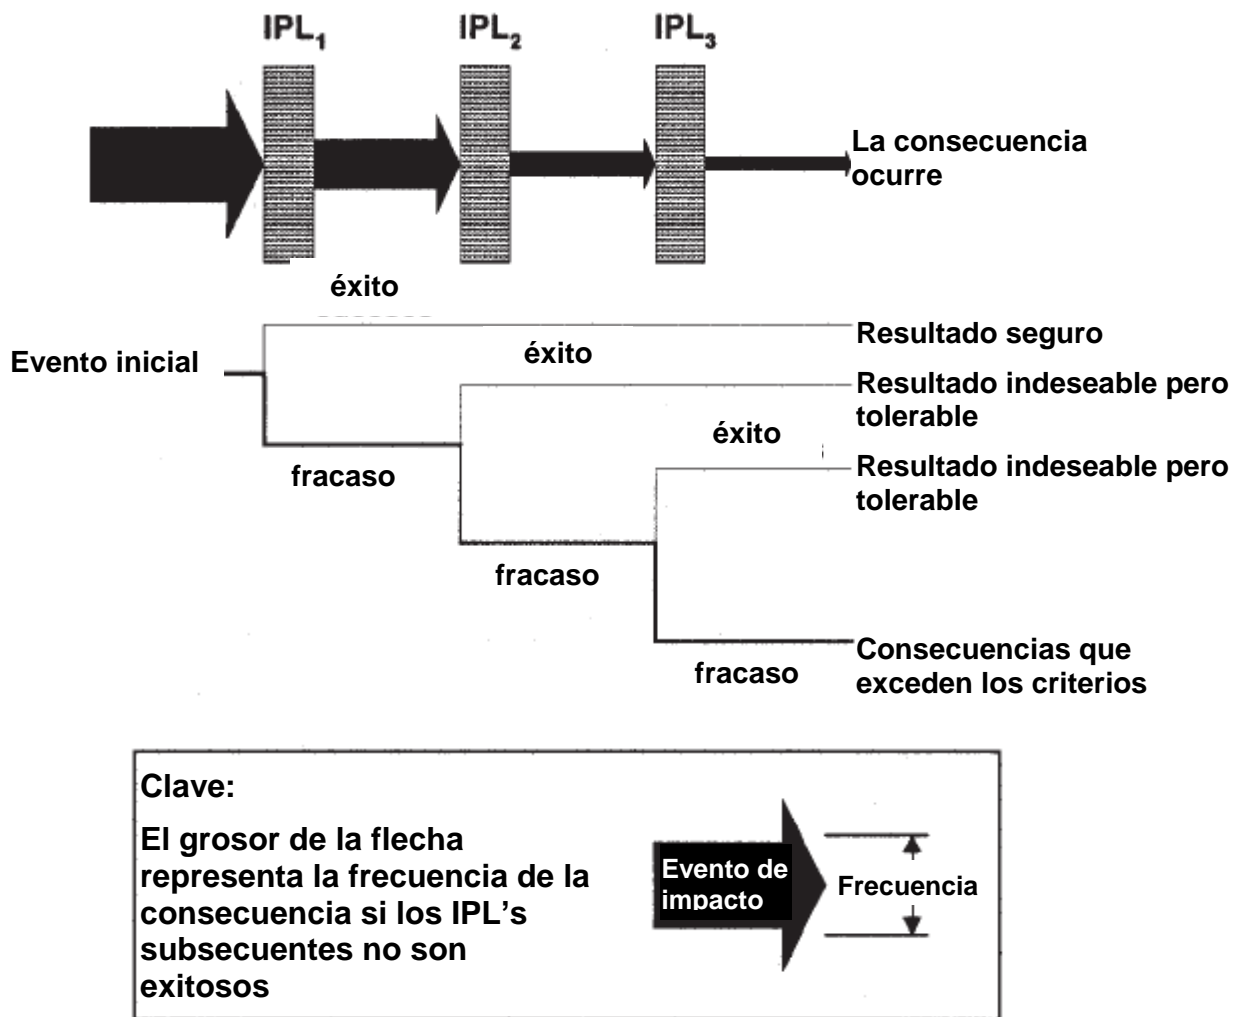 IPL₁
IPL₂
IPL₃
La consecuencia
ocurre
éxito
Evento inicial
éxito
Resultado seguro
Resultado indeseable pero
tolerable
éxito
fracaso
Resultado indeseable pero
tolerable
fracaso
fracaso
Consecuencias que
exceden los criterios
Clave:
El grosor de la flecha
representa la frecuencia de la
consecuencia si los IPL’s
subsecuentes no son
exitosos
Evento de
impacto
Frecuencia